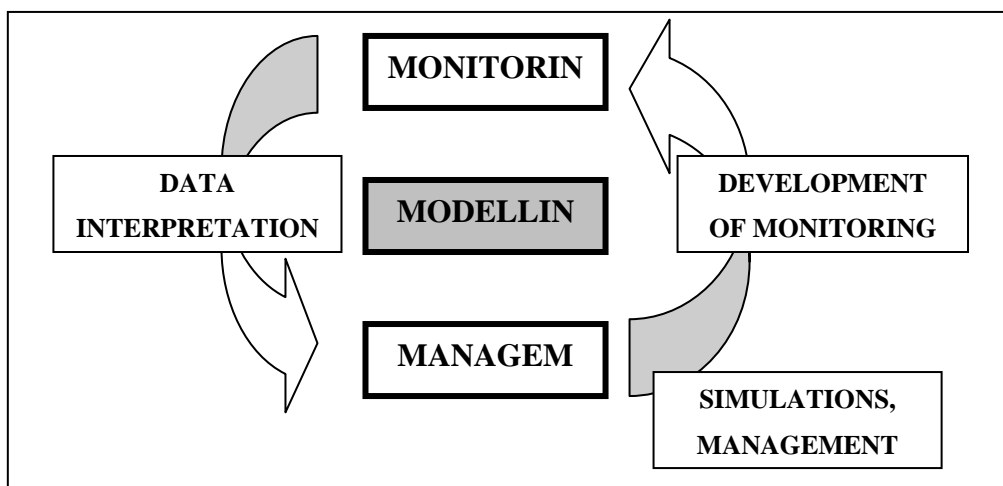 MONITORIN
DATA
INTERPRETATION
MODELLIN
DEVELOPMENT
OF MONITORING
MANAGEM
SIMULATIONS,
MANAGEMENT